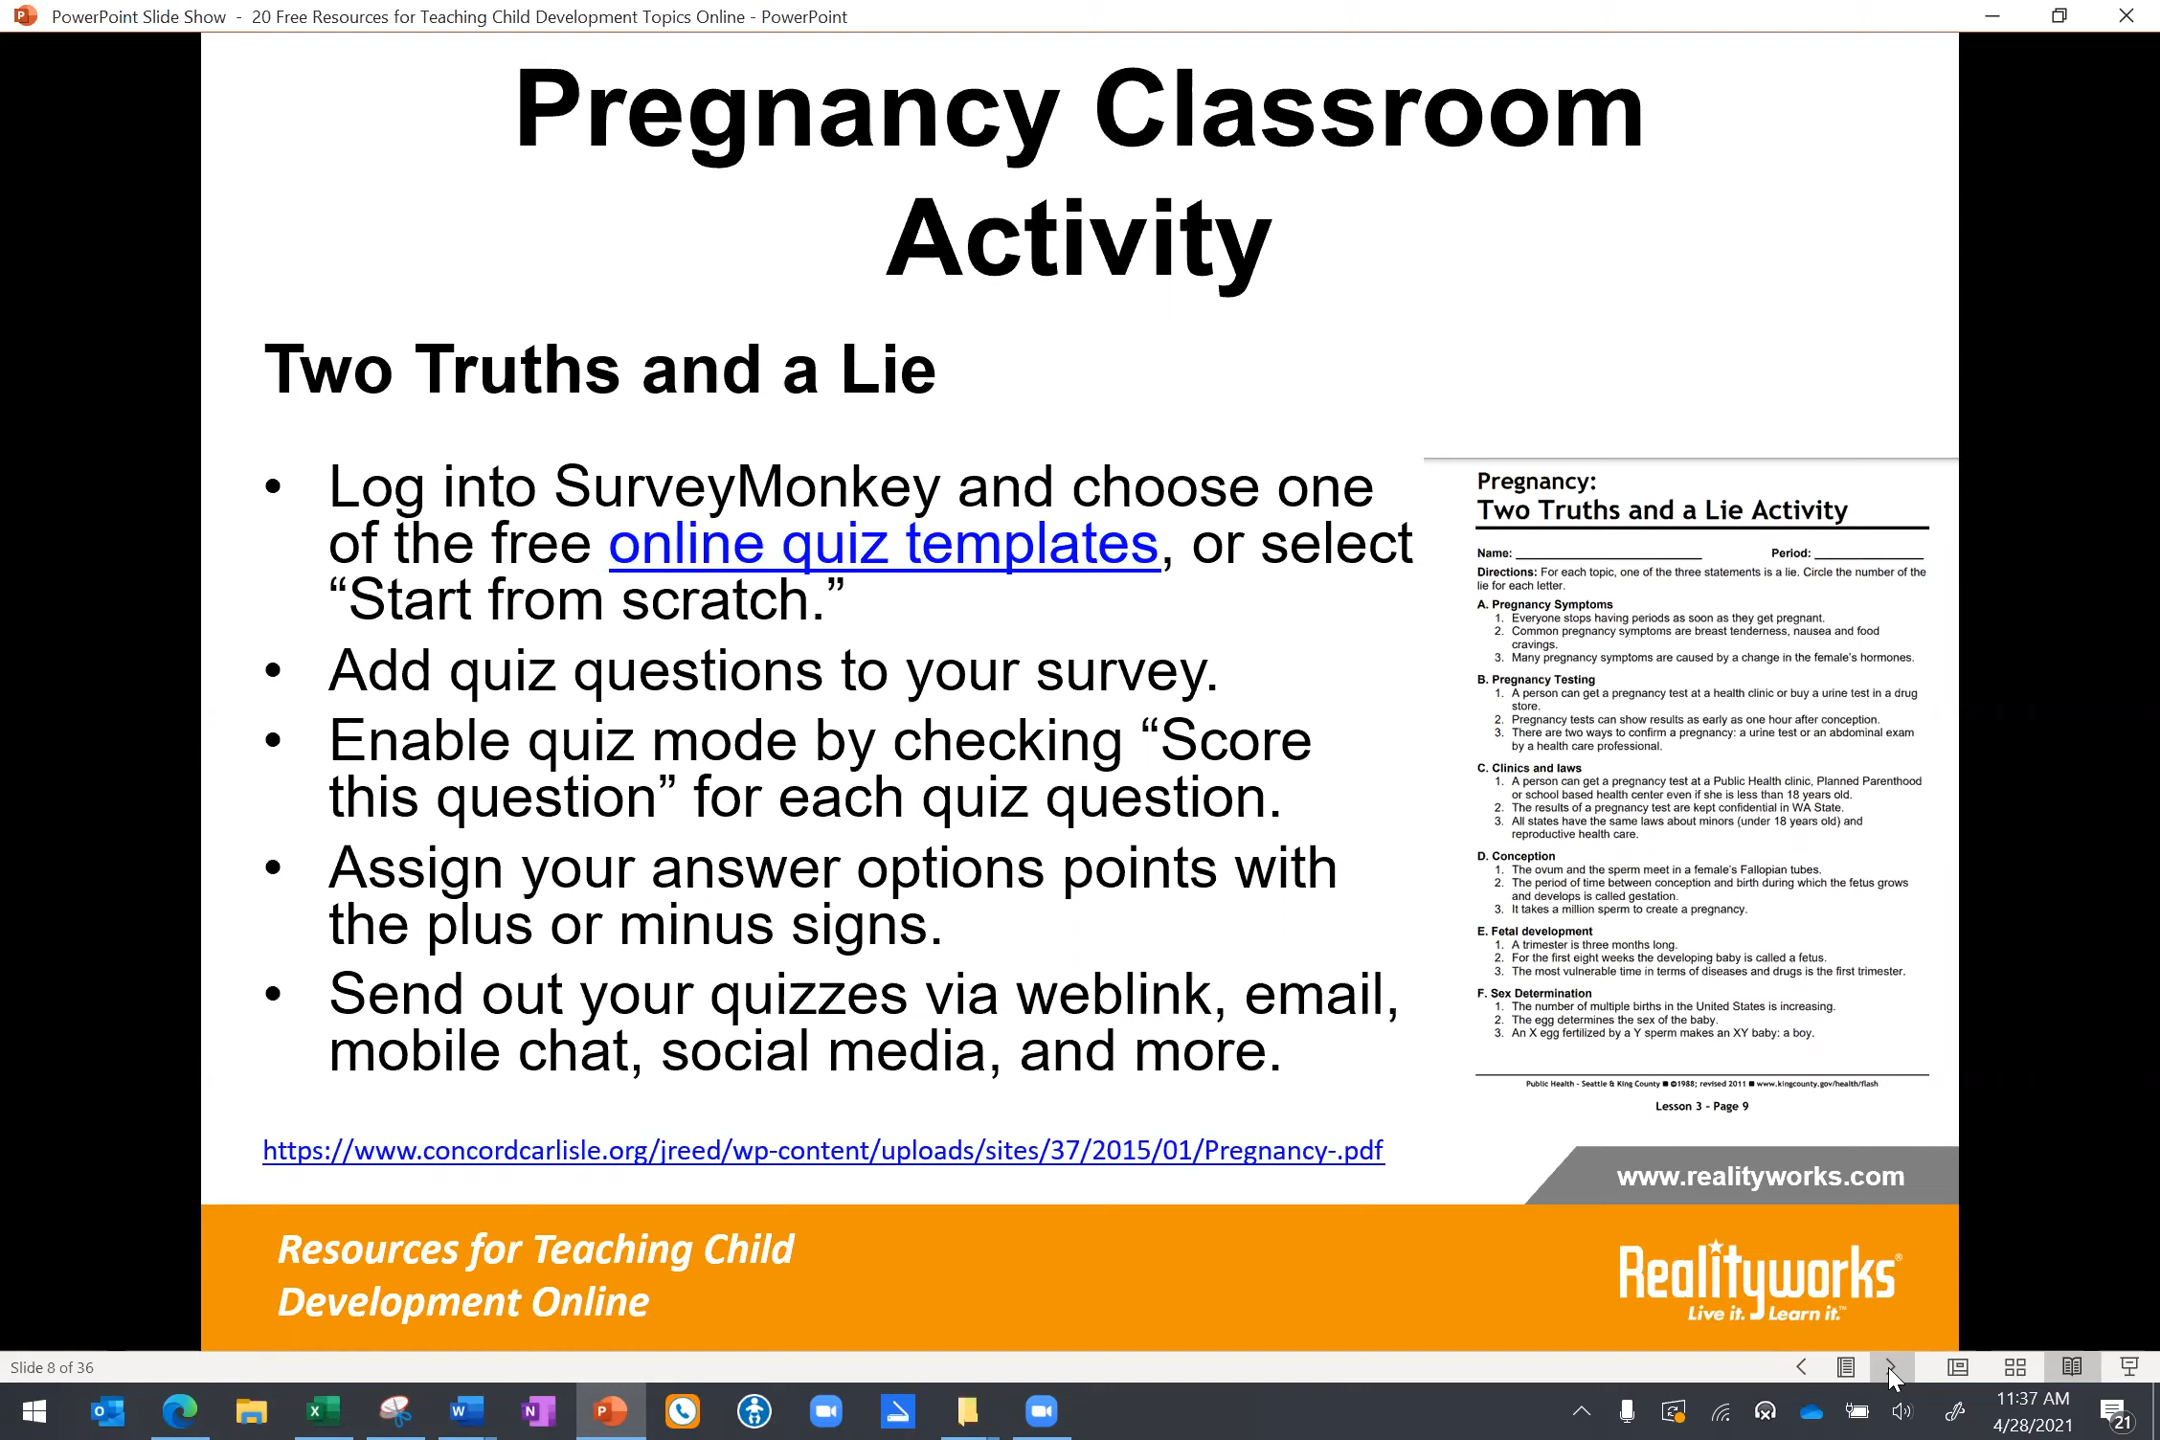 PowerPoint Slide Show - 20 Free Resources for Teaching Child Development Topics Online - PowerPoint
Pregnancy Classroom
Activity
Two Truths and a Lie
• Log into SurveyMonkey and choose one
of the free online quiz templates, or select
“Start from scratch.”
• Add quiz questions to your survey.
• Enable quiz mode by checking “Score
this question” for each quiz question.
• Assign your answer options points with
the plus or minus signs.
• Send out your quizzes via weblink, email,
mobile chat, social media, and more.
https://www.concordcarlisle.org/jreed/wp-content/uploads/sites/37/2015/01/Pregnancy-.pdf
Pregnancy:
Two Truths and a Lie Activity
Name: Period:
Directions: For each topic, one of the three statements is a lie. Circle the number of the
lie for each letter.
A. Pregnancy Symptoms
1. Everyone stops having periods as soon as they get pregnant.
2. Common pregnancy symptoms are breast tenderness, nausea and food
cravings.
3. Many pregnancy symptoms are caused by a change in the female's hormones.
B. Pregnancy Testing
1. A person can get a pregnancy test at a health clinic or buy a urine test in a drug
store.
2. Pregnancy tests can show results as early as one hour after conception.
3. There are two ways to confirm a pregnancy: a urine test or an abdominal exam
by a health care professional.
C. Clinics and laws
1. A person can get a pregnancy test at a Public Health clinic, Planned Parenthood
or school based health center even if she is less than 18 years old.
2. The results of a pregnancy test are kept confidential in WA State.
3. All states have the same laws about minors (under 18 years old) and
reproductive health care.
D. Conception
1. The ovum and the sperm meet in a female's Fallopian tubes.
2. The period of time between conception and birth during which the fetus grows
and develops is called gestation.
3. It takes a million sperm to create a pregnancy.
E. Fetal development
1. A trimester is three months long.
2. For the first eight weeks the developing baby is called a fetus.
3. The most vulnerable time in terms of diseases and drugs is the first trimester.
F. Sex Determination
1. The number of multiple births in the United States is increasing.
2. The egg determines the sex of the baby.
3. An X egg fertilized by a Y sperm makes an XY baby: a boy.
Public Health - Seattle & King County ■ ©1988; revised 2011 ■ www.kingcounty.gov/health/flash
Lesson 3 - Page 9
www.realityworks.com
Resources for Teaching Child
Development Online
Realityworks®
Live it. Learn it.™
Slide 8 of 36
11:37 AM
4/28/2021
21